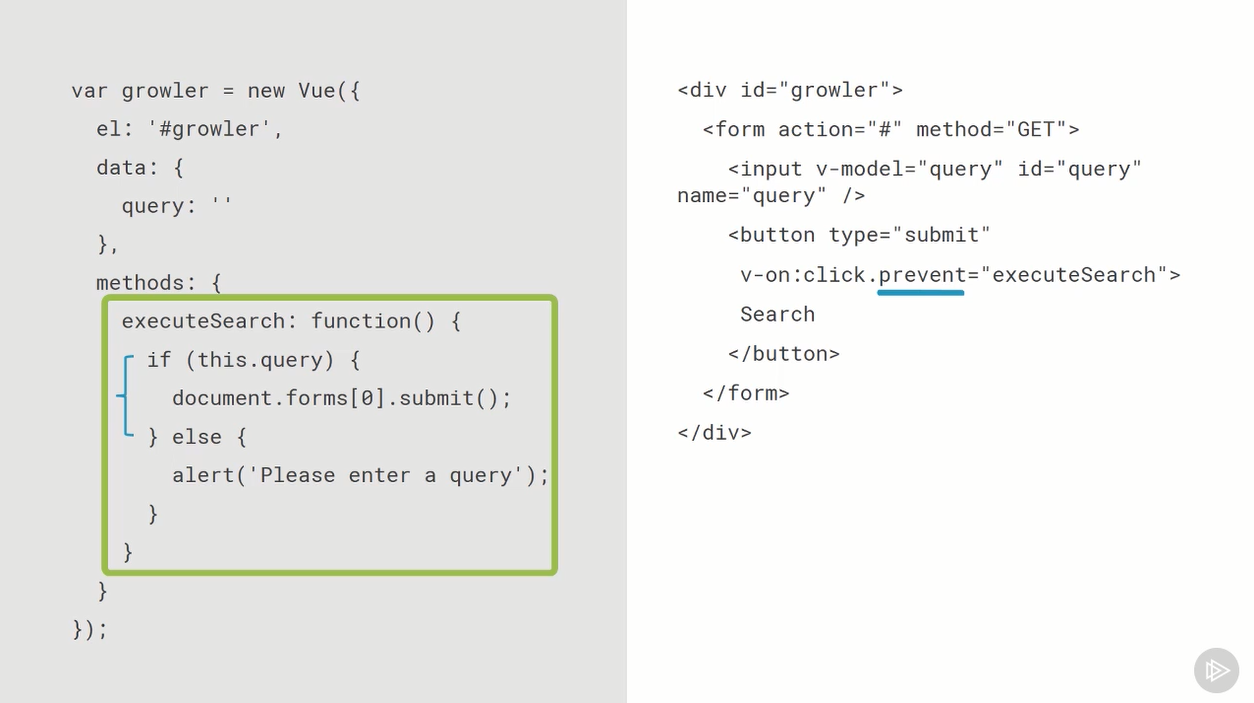 var growler = new Vue({
  el: '#growler',
  data: {
    query: ''
  },
  methods: {
    executeSearch: function() {
      if (this.query) {
        document.forms[0].submit();
      } else {
        alert('Please enter a query');
      }
    }
  }
});
<div id="growler">
  <form action="#" method="GET">
    <input v-model="query" id="query"
name="query" />
    <button type="submit"
     v-on:click.prevent="executeSearch">
     Search
    </button>
  </form>
</div>